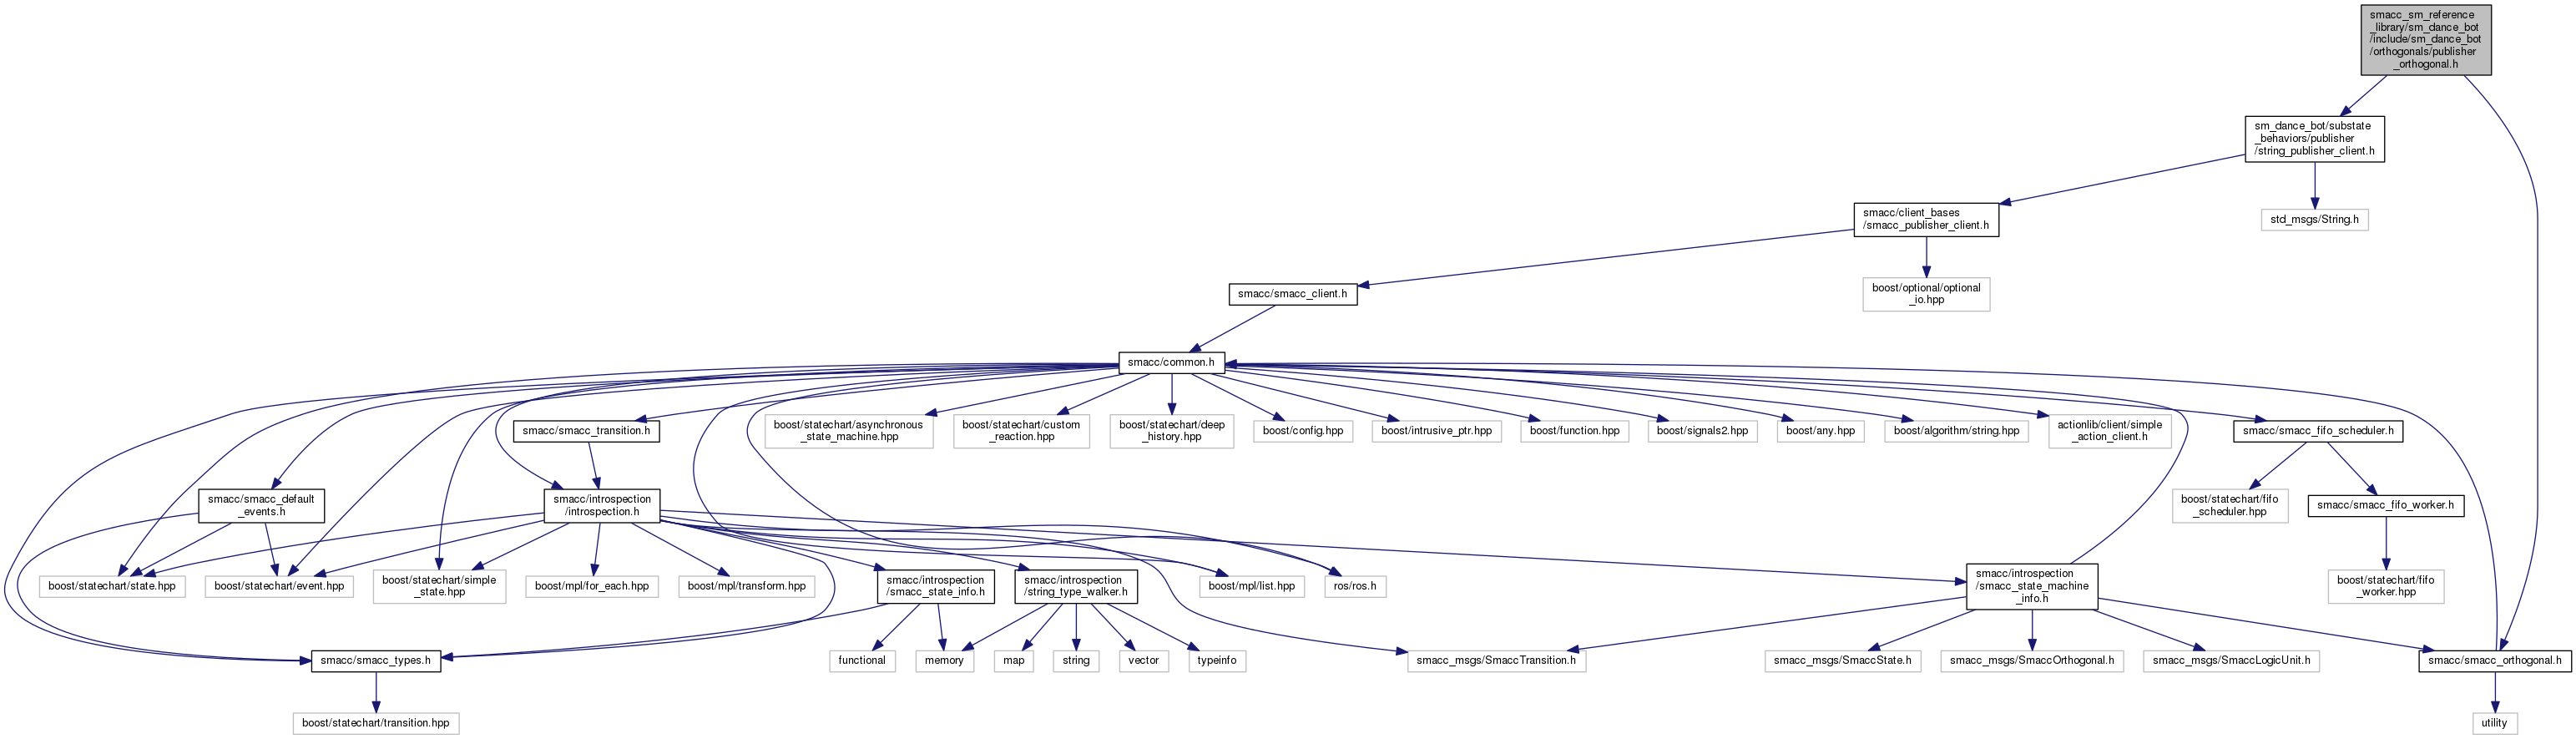 smacc_sm_reference
_library/sm_dance_bot
/include/sm_dance_bot
/orthogonals/publisher
_orthogonal.h
sm_dance_bot/substate
_behaviors/publisher
/string_publisher_client.h
smacc/client_bases
/smacc_publisher_client.h
std_msgs/String.h
smacc/smacc_client.h
boost/optional/optional
_io.hpp
smacc/common.h
smacc/smacc_transition.h
boost/statechart/asynchronous
_state_machine.hpp
boost/statechart/custom
_reaction.hpp
boost/statechart/deep
_history.hpp
boost/config.hpp
boost/intrusive_ptr.hpp
boost/function.hpp
boost/signals2.hpp
boost/any.hpp
boost/algorithm/string.hpp
actionlib/client/simple
_action_client.h
smacc/smacc_fifo_scheduler.h
smacc/smacc_default
_events.h
smacc/introspection
/introspection.h
boost/statechart/fifo
_scheduler.hpp
smacc/smacc_fifo_worker.h
boost/statechart/state.hpp
boost/statechart/event.hpp
boost/statechart/simple
_state.hpp
boost/mpl/for_each.hpp
boost/mpl/transform.hpp
smacc/introspection
/smacc_state_info.h
smacc/introspection
/string_type_walker.h
boost/mpl/list.hpp
ros/ros.h
smacc/introspection
/smacc_state_machine
_info.h
boost/statechart/fifo
_worker.hpp
smacc/smacc_types.h
functional
memory
map
string
vector
typeinfo
smacc_msgs/SmaccTransition.h
smacc_msgs/SmaccState.h
smacc_msgs/SmaccOrthogonal.h
smacc_msgs/SmaccLogicUnit.h
smacc/smacc_orthogonal.h
boost/statechart/transition.hpp
utility